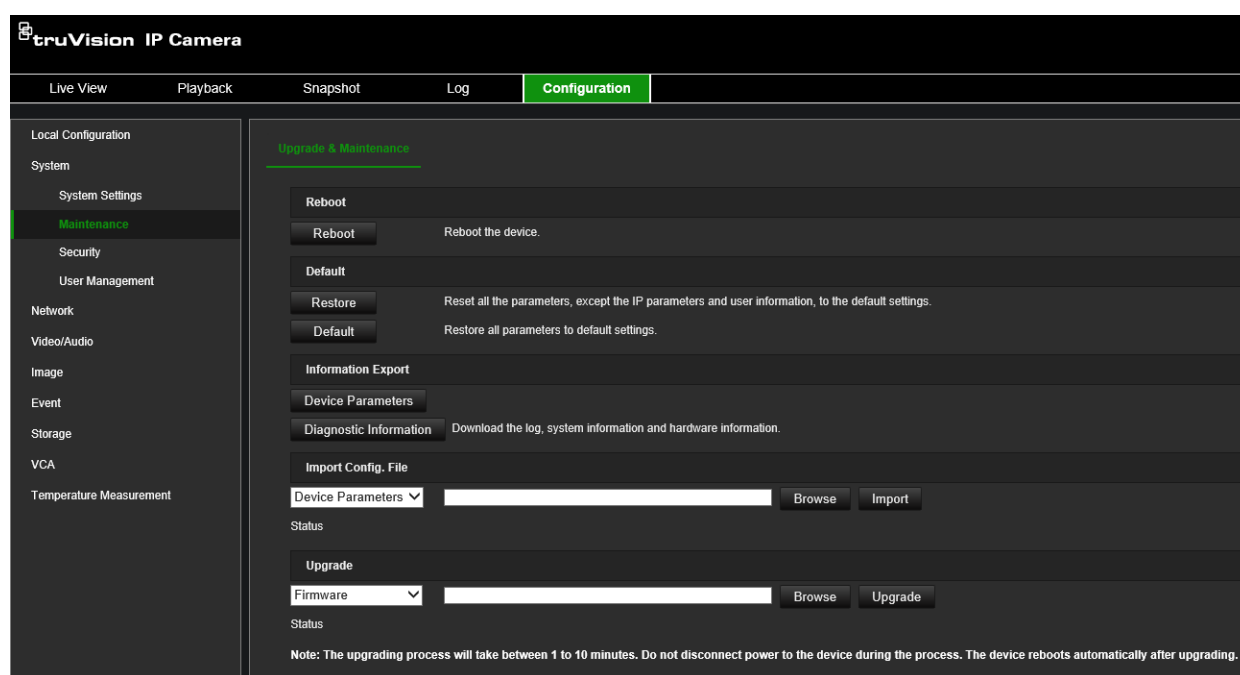 truVision IP Camera
Live View Playback Snapshot Log Configuration
Local Configuration
System
System Settings
Maintenance
Security
User Management
Network
Video/Audio
Image
Event
Storage
VCA
Temperature Measurement
Upgrade & Maintenance
Reboot
Reboot Reboot the device.
Default
Restore Reset all the parameters, except the IP parameters and user information, to the default settings.
Default Restore all parameters to default settings.
Information Export
Device Parameters
Diagnostic Information Download the log, system information and hardware information.
Import Config. File
Device Parameters Browse Import
Status
Upgrade
Firmware Browse Upgrade
Status
Note: The upgrading process will take between 1 to 10 minutes. Do not disconnect power to the device during the process. The device reboots automatically after upgrading.